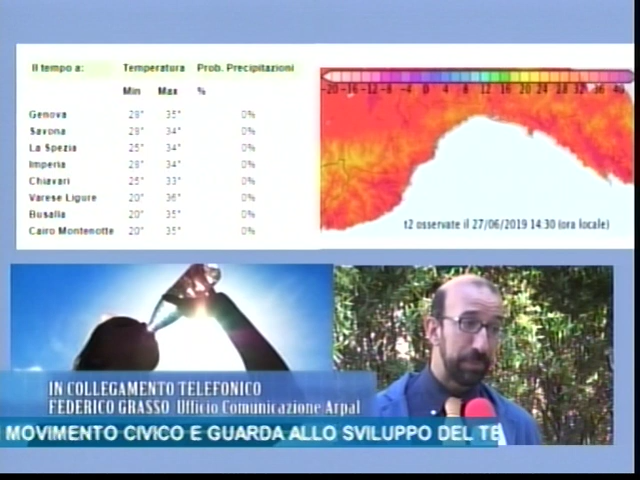 Il tempo a: Temperatura Prob. Precipitazioni
Min Max %
Genova 28° 35° 0%
Savona 28° 34° 0%
La Spezia 25° 34° 0%
Imperia 28° 34° 0%
Chiavari 25° 33° 0%
Varese Ligure 20° 36° 0%
Busalla 20° 35° 0%
Cairo Montenotte 20° 35° 0%
-20 -16 -12 -8 -4 0 4 8 12 16 20 24 28 32 36 40
t2 osservate il 27/06/2019 14:30 (ora locale)
IN COLLEGAMENTO TELEFONICO
FEDERICO GRASSO Ufficio Comunicazione Arpal
MOVIMENTO CIVICO E GUARDA ALLO SVILUPPO DEL TE